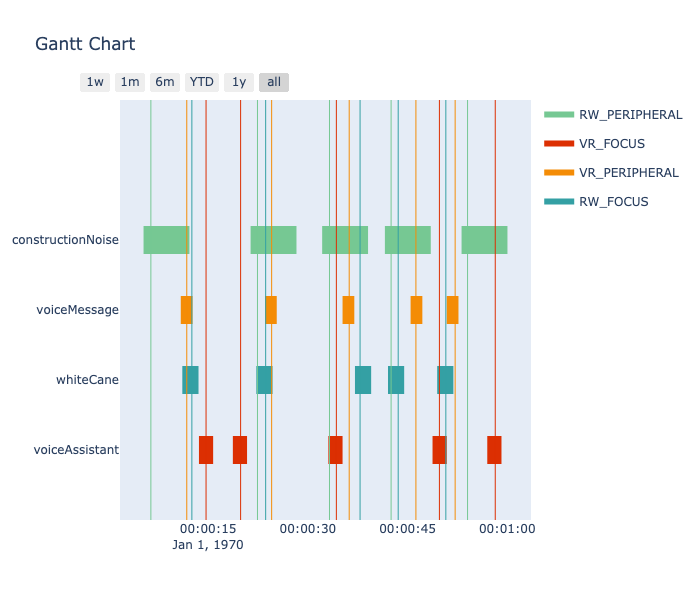 Gantt Chart
1w 1m 6m YTD 1y all
RW_PERIPHERAL
VR_FOCUS
VR_PERIPHERAL
RW_FOCUS
constructionNoise
voiceMessage
whiteCane
voiceAssistant
00:00:15 00:00:30 00:00:45 00:01:00
Jan 1, 1970